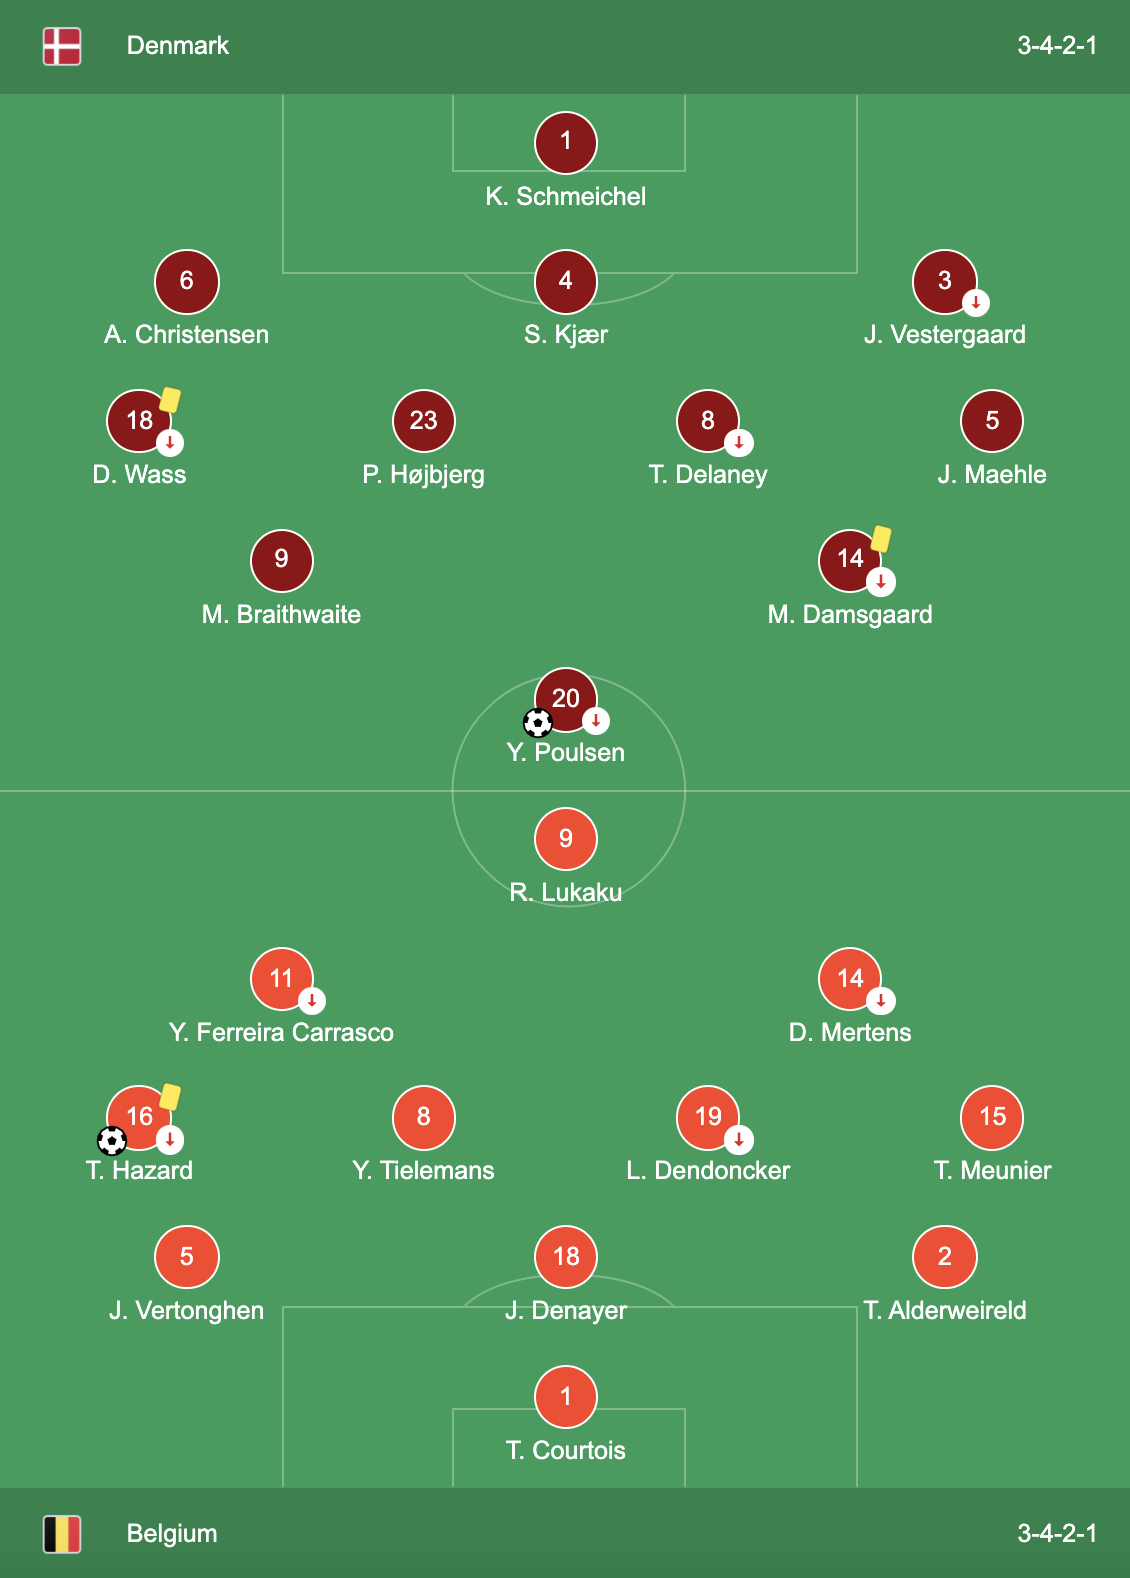 Denmark 3-4-2-1
1
K. Schmeichel
6 4 3
A. Christensen S. Kjær J. Vestergaard
18 23 8 5
D. Wass P. Højbjerg T. Delaney J. Maehle
9 14
M. Braithwaite M. Damsgaard
20
Y. Poulsen
9
R. Lukaku
11 14
Y. Ferreira Carrasco D. Mertens
16 8 19 15
T. Hazard Y. Tielemans L. Dendoncker T. Meunier
5 18 2
J. Vertonghen J. Denayer T. Alderweireld
1
T. Courtois
Belgium 3-4-2-1